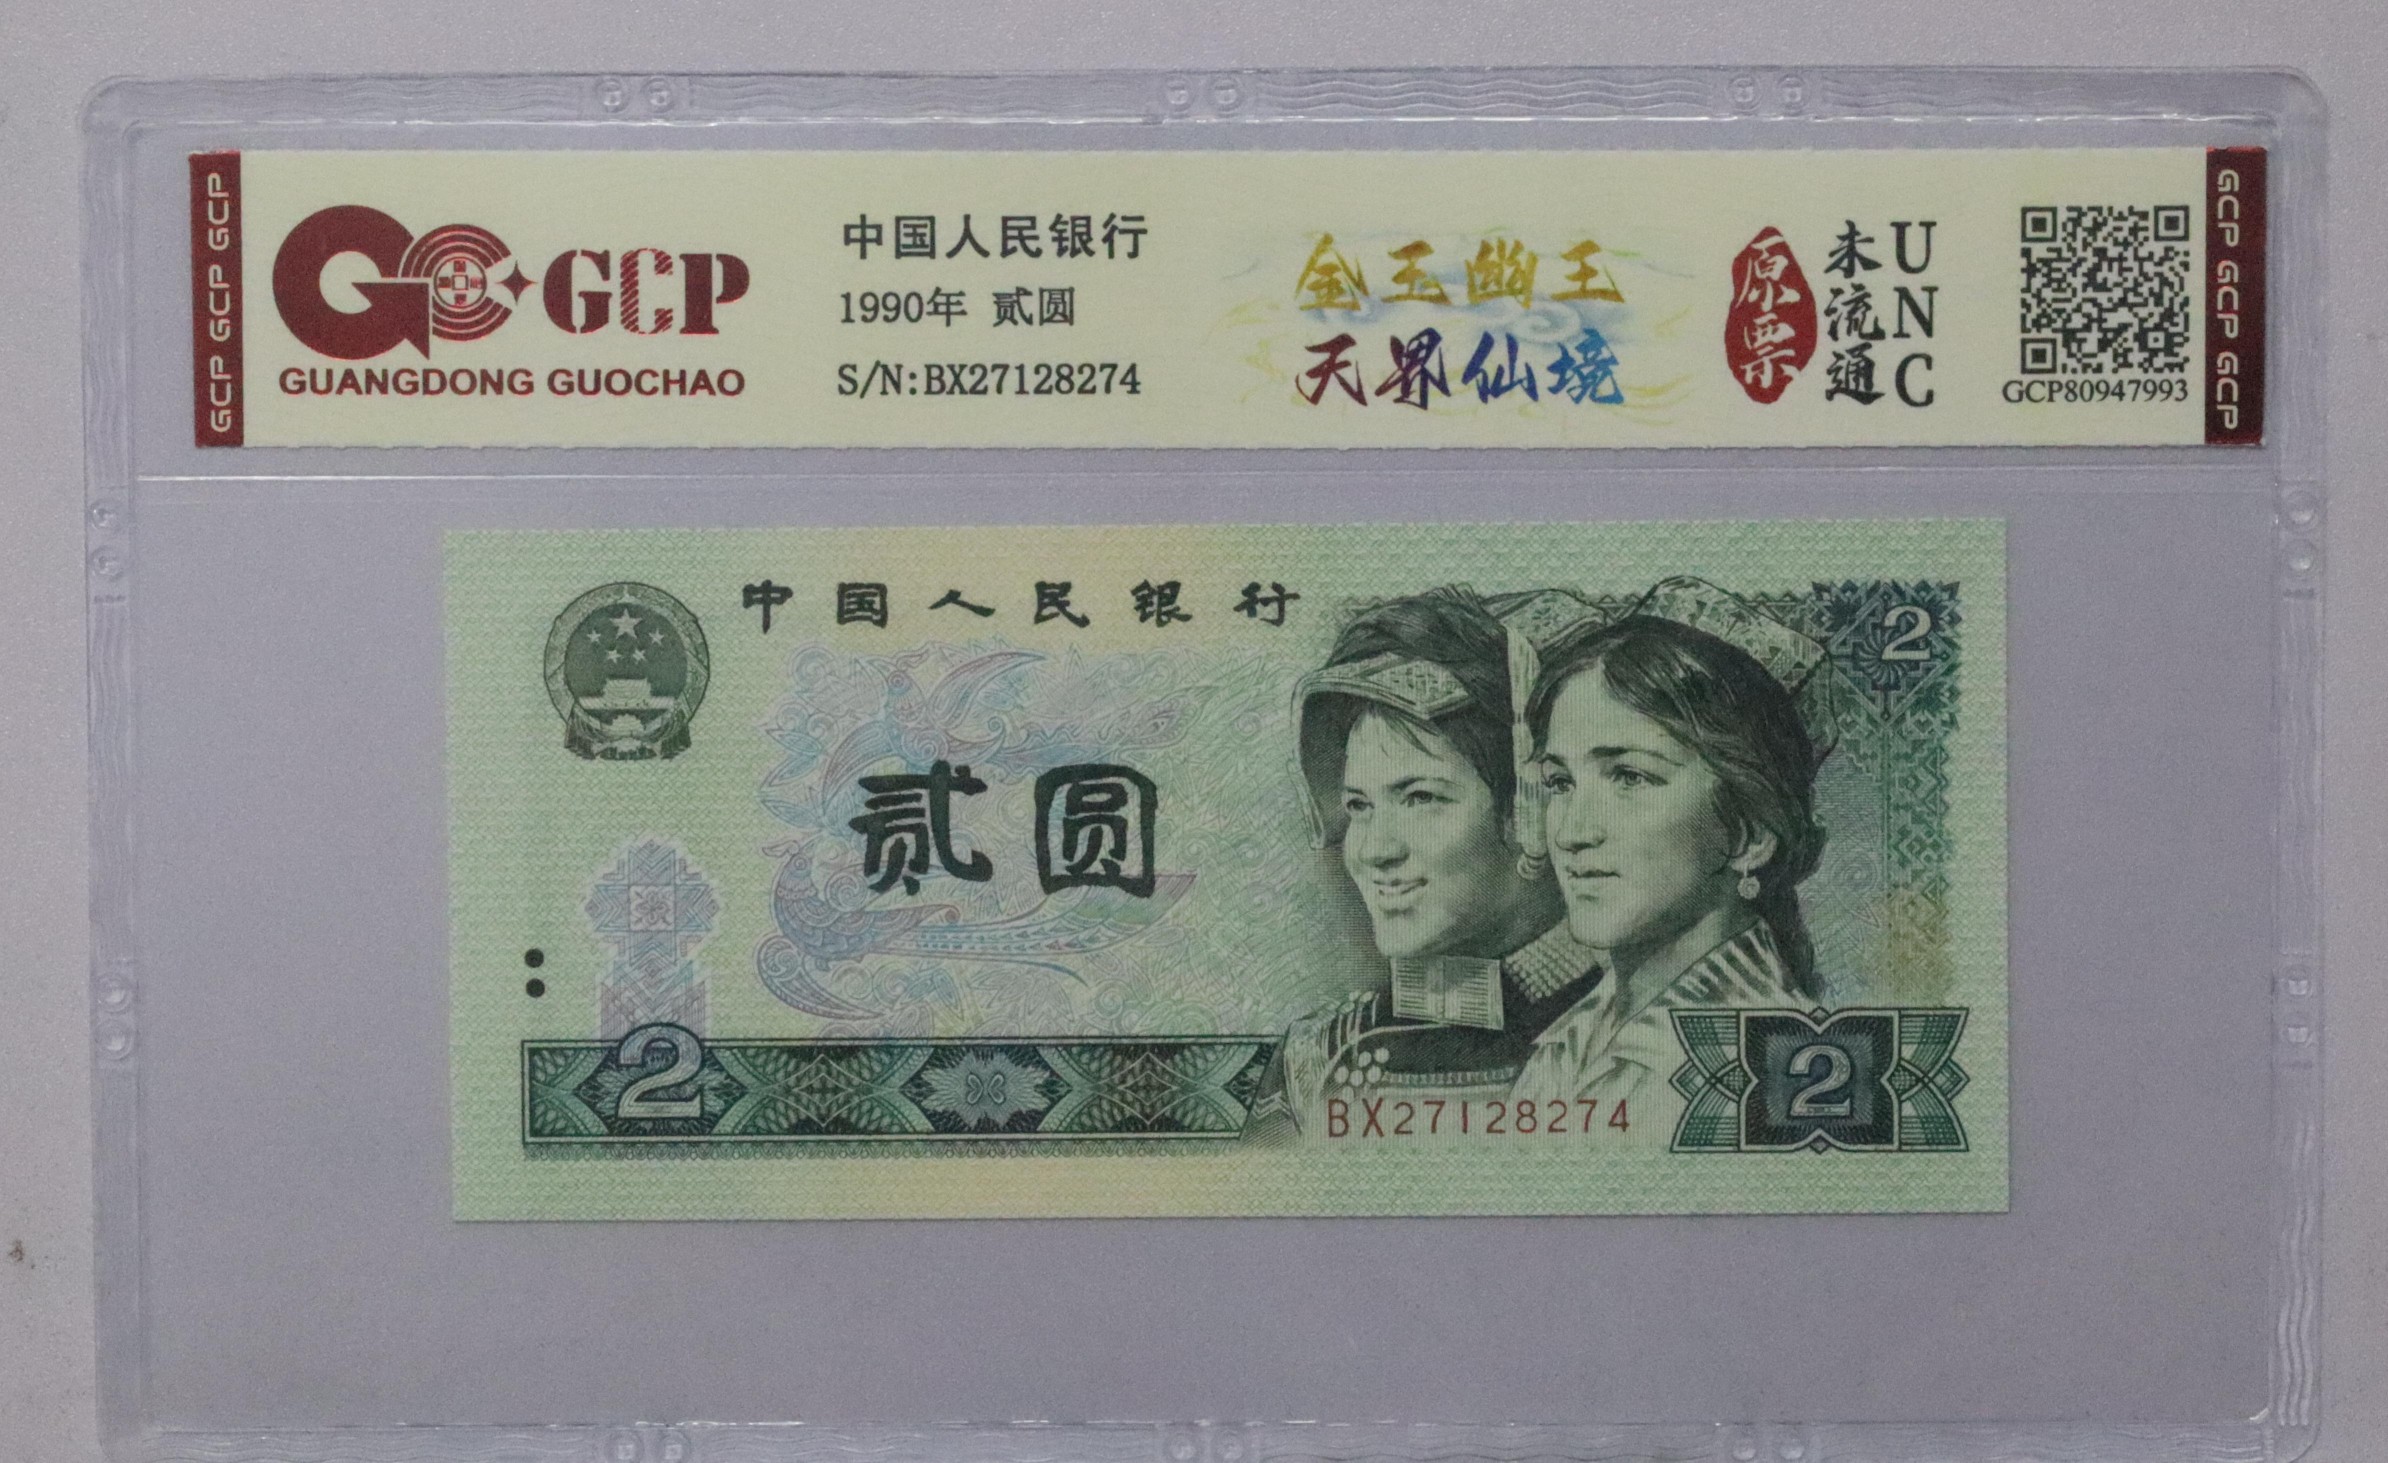 GCP GCP GCP
GCP
GUANGDONG GUOCHAO
中国人民银行
1990年 贰圆
S/N:BX27128274
金玉幽王
天界仙境
原票
未流通
UNC
GCP80947993
GCP GCP GCP
中国人民银行
2
贰圆
2
BX27128274
2